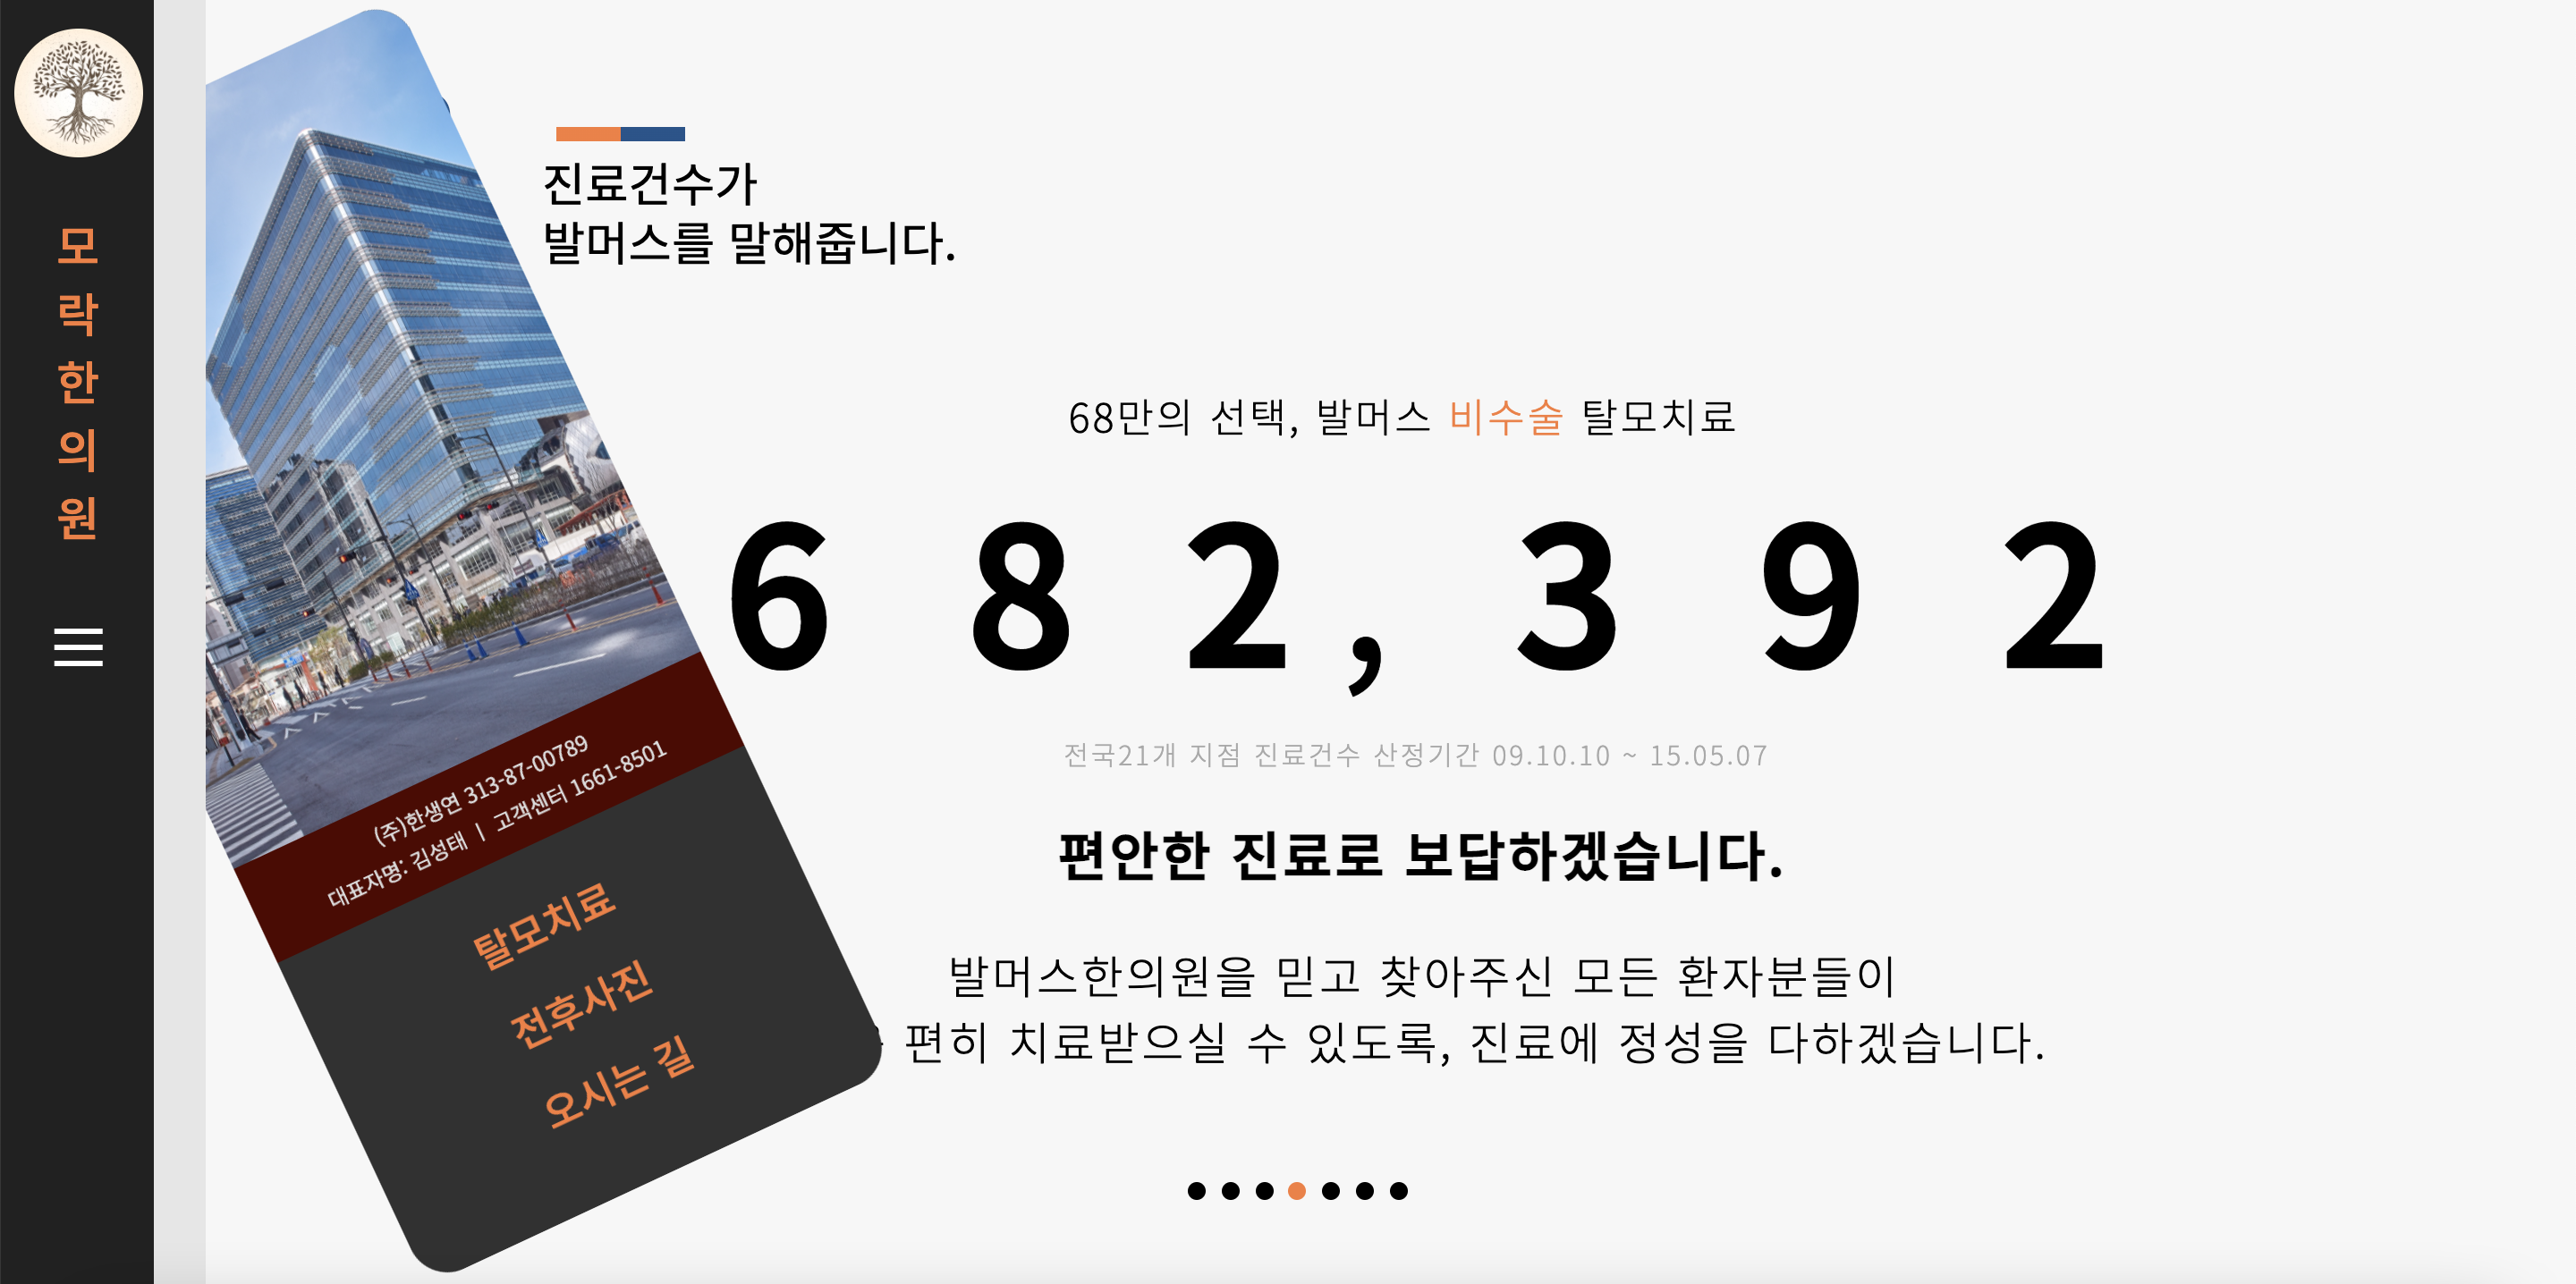 모락한의원
진료건수가
발머스를 말해줍니다.
68만의 선택, 발머스 비수술 탈모치료
682,392
전국21개 지점 진료건수 산정기간 09.10.10 ~ 15.05.07
편안한 진료로 보답하겠습니다.
발머스한의원을 믿고 찾아주신 모든 환자분들이
편히 치료받으실 수 있도록, 진료에 정성을 다하겠습니다.
(주)한생연 313-87-00789
대표자명: 김성태 | 고객센터 1661-8501
탈모치료
전후사진
오시는 길